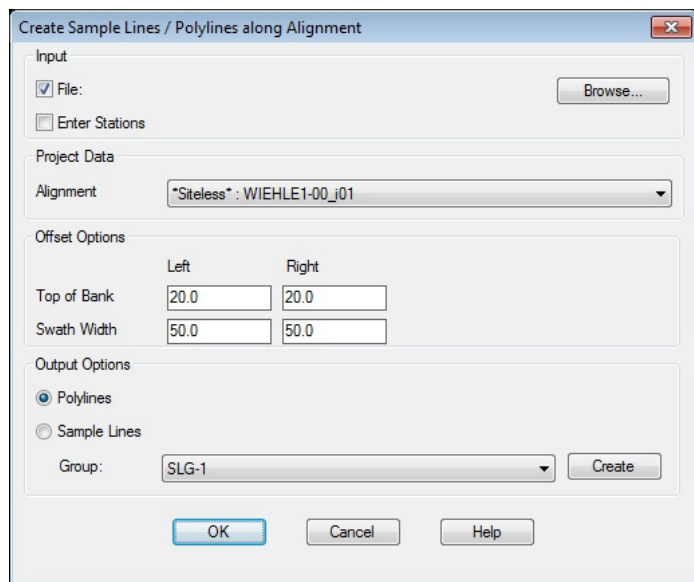 Create Sample Lines / Polylines along Alignment
Input
File:
Browse...
Enter Stations
Project Data
Alignment
*Siteless* : WIEHLE1-00_i01
Offset Options
Left Right
Top of Bank 20.0 20.0
Swath Width 50.0 50.0
Output Options
Polylines
Sample Lines
Group: SLG-1 Create
OK Cancel Help